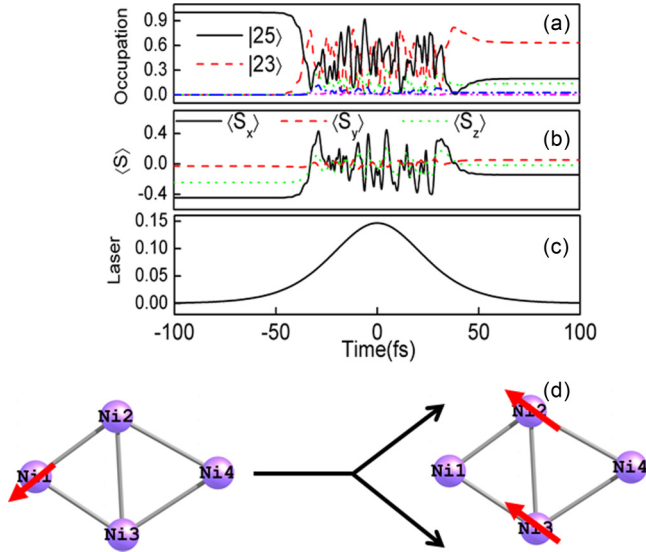 (a)
Occupation
0.9
0.6
0.3
0.0
|25⟩
|23⟩
(b)
⟨S⟩
0.4
0.0
-0.4
⟨Sx⟩ ⟨Sy⟩ ⟨Sz⟩
(c)
Laser
0.15
0.10
0.05
0.00
-100 -50 0 50 100
Time(fs)
(d)
Ni2 Ni2
Ni1 Ni4 Ni1 Ni4
Ni3 Ni3